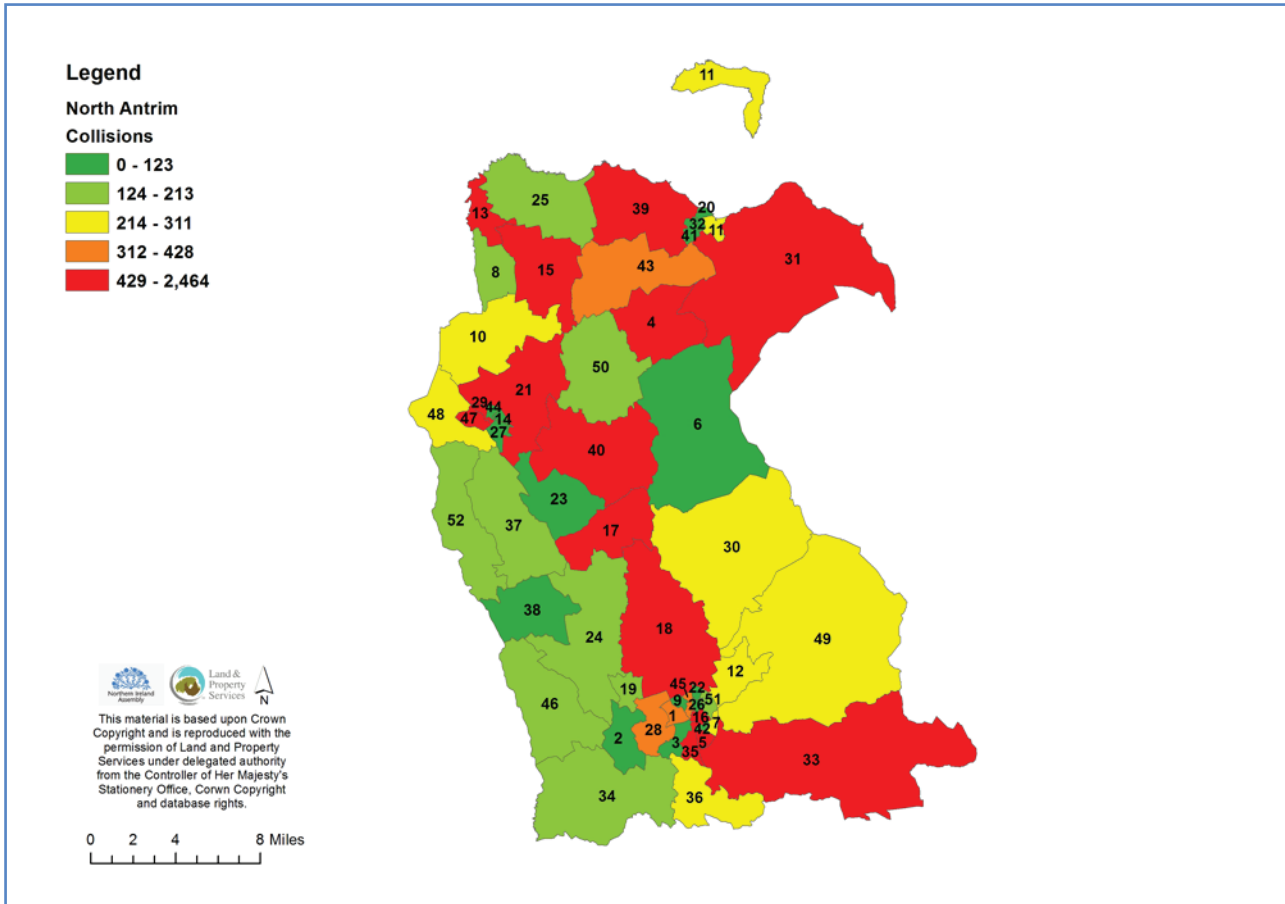 Legend
North Antrim
Collisions
0 - 123
124 - 213
214 - 311
312 - 428
429 - 2,464
11
25
13
39
20
32
41
11
31
8
15
43
4
10
50
21
29
44
48
47
14
27
6
40
23
52
37
17
30
38
24
18
49
12
19
45
22
9
26
51
46
1
16
7
28
42
2
3
5
35
33
34
36
Northern Ireland
Assembly
Land &
Property
Services
N
This material is based upon Crown
Copyright and is reproduced with the
permission of Land and Property
Services under delegated authority
from the Controller of Her Majesty's
Stationery Office, Corwn Copyright
and database rights.
0 2 4 8 Miles